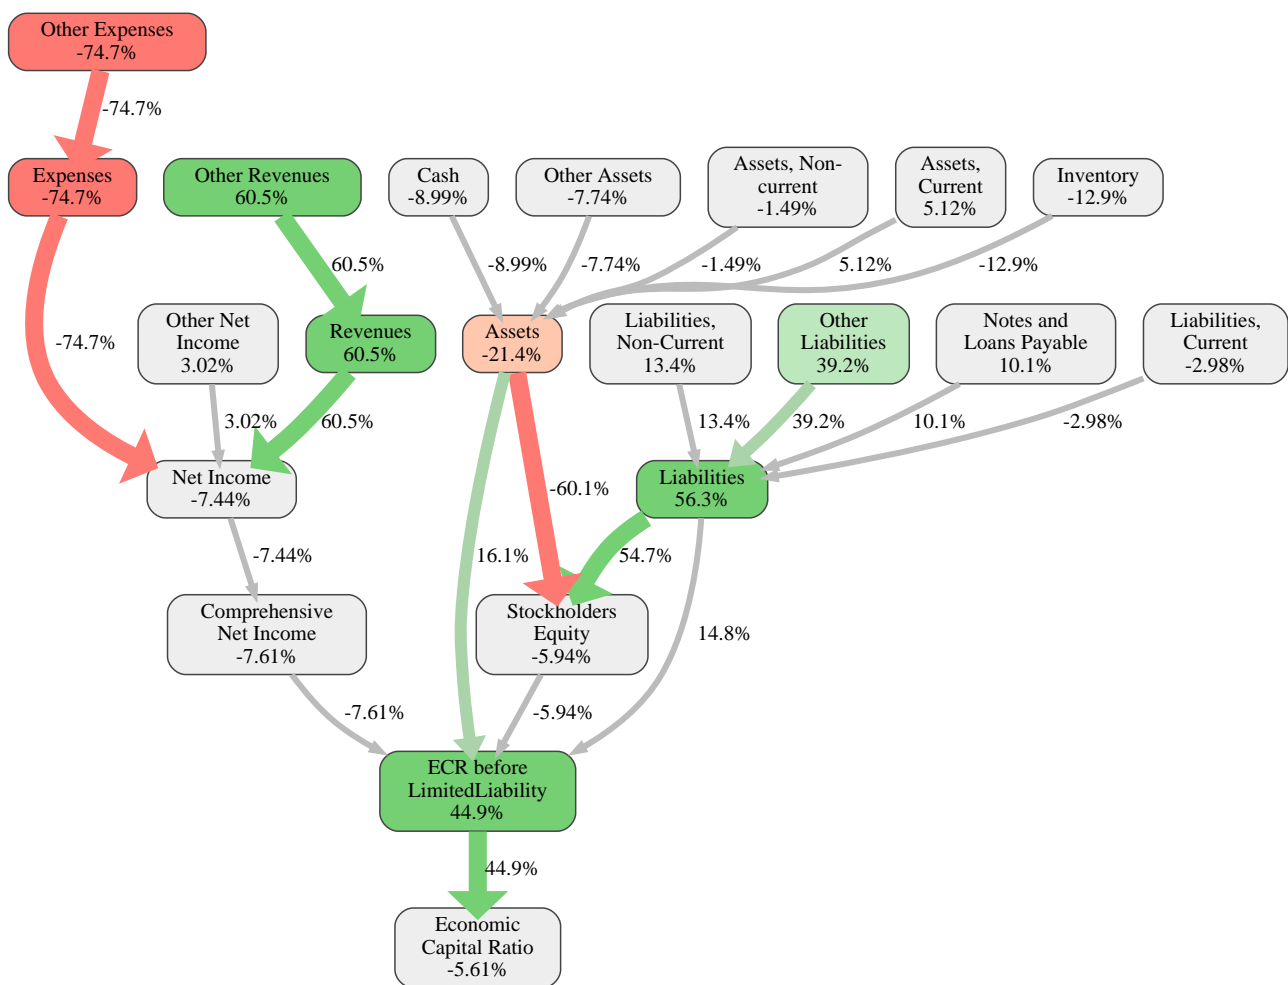 Other Expenses
-74.7%
-74.7%
Expenses
-74.7%
Other Revenues
60.5%
Cash
-8.99%
Other Assets
-7.74%
Assets, Non-
current
-1.49%
Assets,
Current
5.12%
Inventory
-12.9%
60.5%
-8.99%
-7.74%
-1.49%
5.12%
-12.9%
-74.7%
Other Net
Income
3.02%
Revenues
60.5%
Assets
-21.4%
Liabilities,
Non-Current
13.4%
Other
Liabilities
39.2%
Notes and
Loans Payable
10.1%
Liabilities,
Current
-2.98%
3.02%
60.5%
13.4%
39.2%
10.1%
-2.98%
Net Income
-7.44%
-60.1%
Liabilities
56.3%
-7.44%
16.1%
54.7%
Comprehensive
Net Income
-7.61%
Stockholders
Equity
-5.94%
14.8%
-7.61%
-5.94%
ECR before
LimitedLiability
44.9%
44.9%
Economic
Capital Ratio
-5.61%